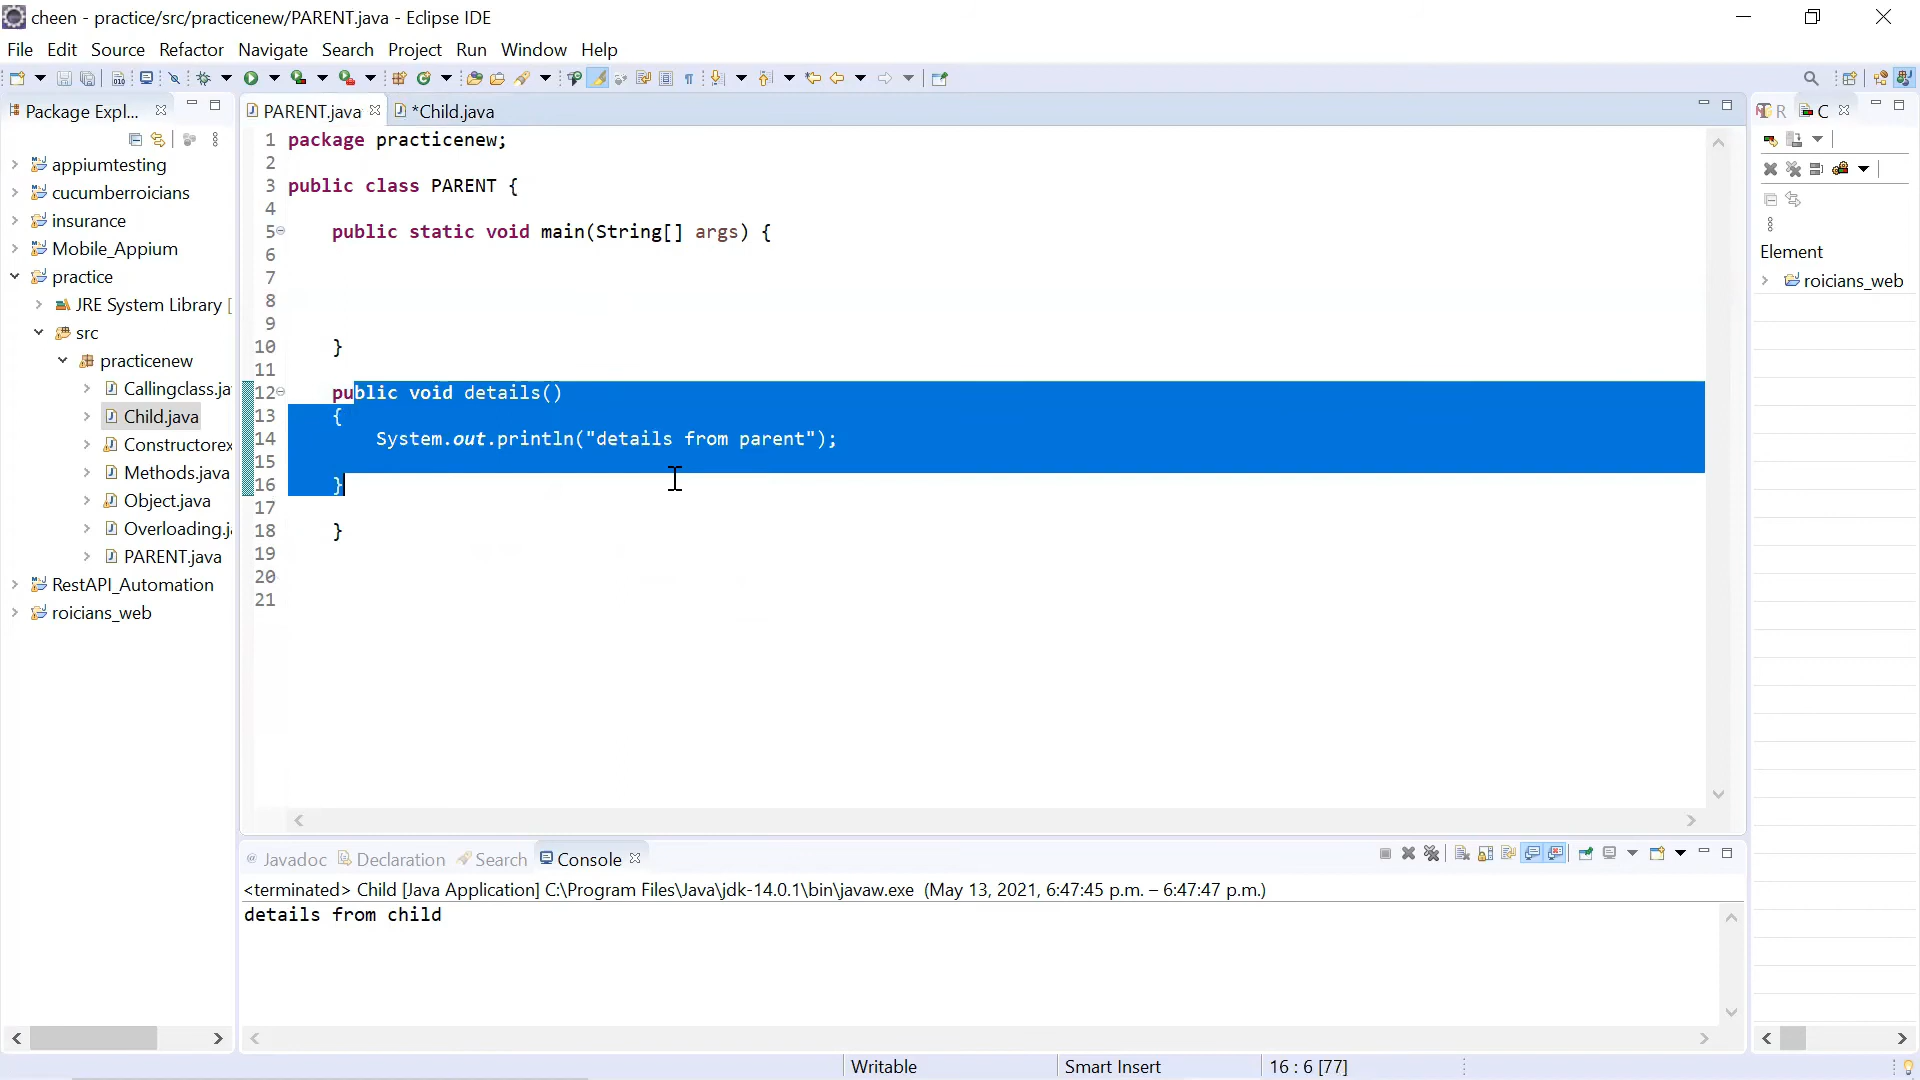 cheen - practice/src/practicenew/PARENT.java - Eclipse IDE
File Edit Source Refactor Navigate Search Project Run Window Help
Package Expl...
PARENT.java
*Child.java
R
C
appiumtesting
cucumberroicians
insurance
Mobile_Appium
practice
JRE System Library [
src
practicenew
Callingclass.ja
Child.java
Constructorex
Methods.java
Object.java
Overloading.j
PARENT.java
RestAPI_Automation
roicians_web
1 package practicenew;
2
3 public class PARENT {
4
5 public static void main(String[] args) {
6
7
8
9
10 }
11
12 public void details()
13 {
14 System.out.println("details from parent");
15
16 }
17
18 }
19
20
21
Element
roicians_web
@ Javadoc Declaration Search Console
<terminated> Child [Java Application] C:\Program Files\Java\jdk-14.0.1\bin\javaw.exe (May 13, 2021, 6:47:45 p.m. – 6:47:47 p.m.)
details from child
Writable
Smart Insert
16 : 6 [77]